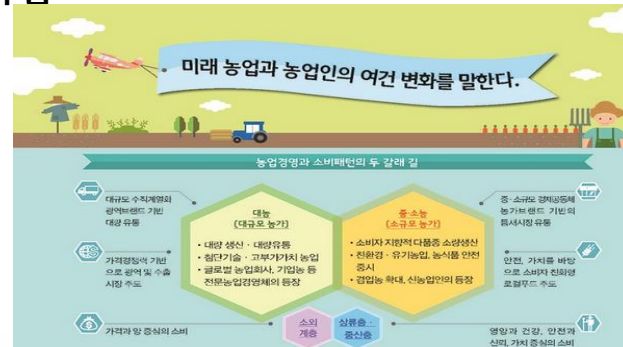 미래 농업과 농업인의 여건 변화를 말한다.
농업경영과 소비패턴의 두 갈래 길
대규모 수직계열화
광역브랜드 기반
대량 유통
가격경쟁력 기반
으로 광역 및 수출
시장 주도
가격과 양 중심의 소비
대농
(대규모 농가)
• 대량 생산 · 대량유통
• 첨단기술 · 고부가가치 농업
• 글로벌 농업회사, 기업농 등
전문농업경영체의 등장
중·소농
(소규모 농가)
• 소비자 지향적 다품종 소량생산
• 친환경 · 유기농업, 농식품 안전
중시
• 겸업농 확대, 신농업인의 등장
소외
계층
상류층 ·
중산층
중·소규모 경제공동체
농가브랜드 기반의
틈새시장 유통
안전, 가치를 바탕
으로 소비자 친화형
로컬푸드 주도
영양과 건강, 안전과
신뢰, 가치 중심의 소비